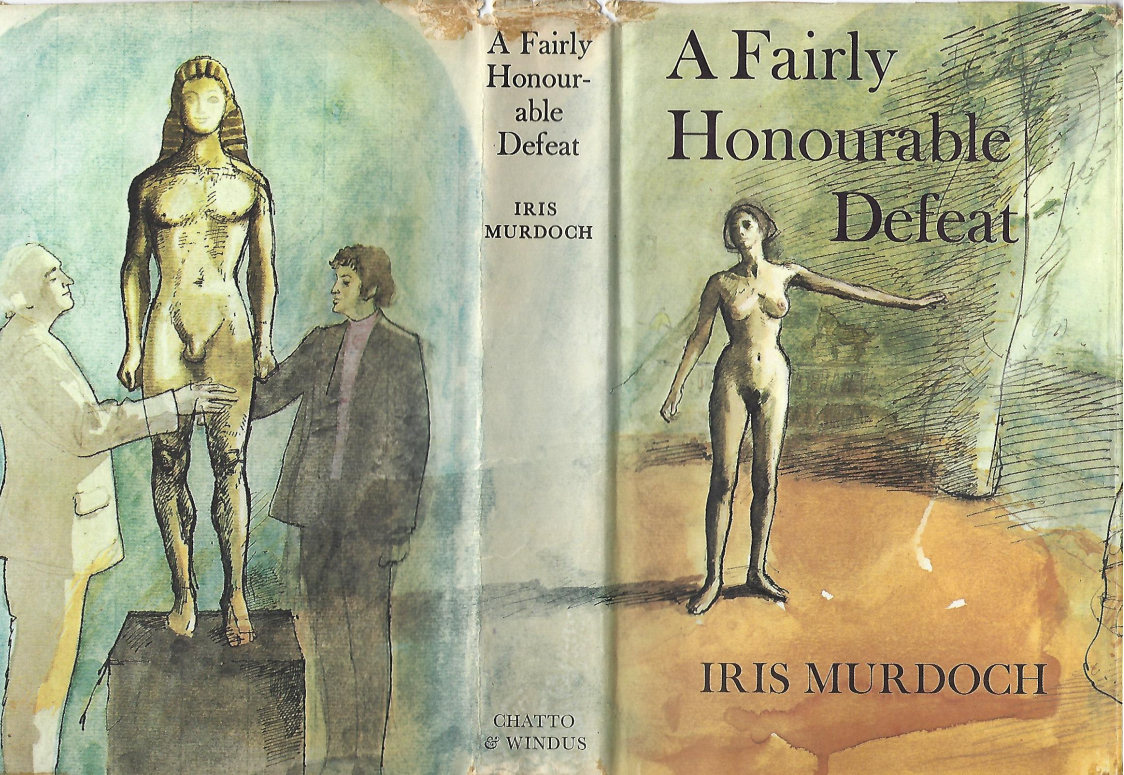 A Fairly
Honour-
able
Defeat
IRIS
MURDOCH
CHATTO
& WINDUS
A Fairly
Honourable
Defeat
IRIS MURDOCH